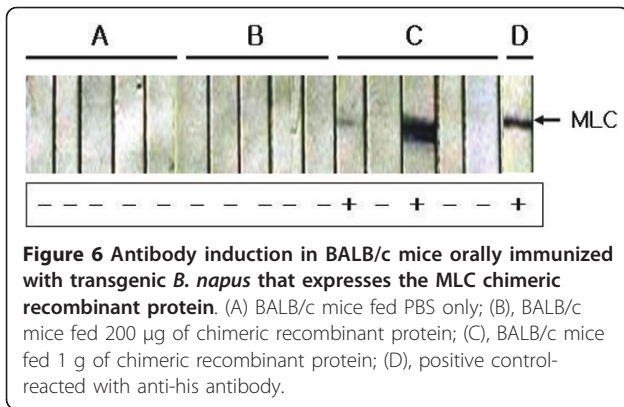 A B C D
MLC
− − − − − − − − − − + − + − − +
Figure 6 Antibody induction in BALB/c mice orally immunized
with transgenic B. napus that expresses the MLC chimeric
recombinant protein. (A) BALB/c mice fed PBS only; (B), BALB/c
mice fed 200 μg of chimeric recombinant protein; (C), BALB/c mice
fed 1 g of chimeric recombinant protein; (D), positive control-
reacted with anti-his antibody.